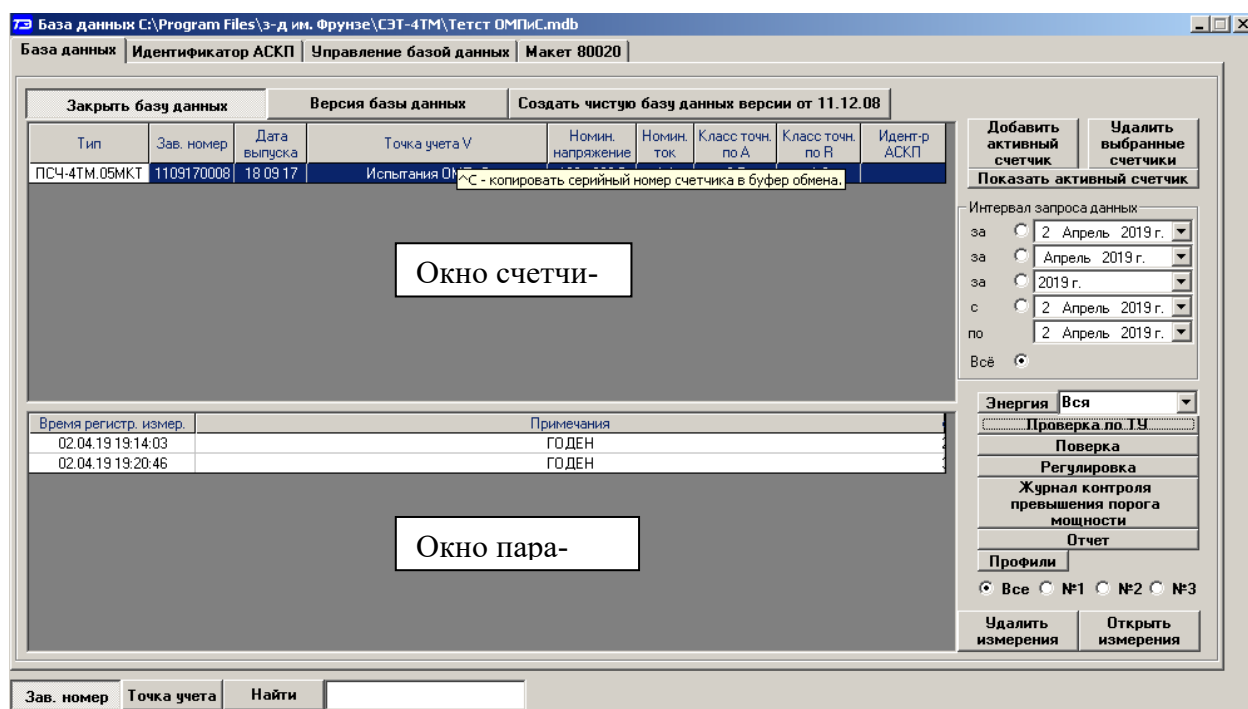 ТЭ База данных C:\Program Files\з-д им. Фрунзе\СЭТ-4ТМ\Тетст ОМПиС.mdb
База данных Идентификатор АСКП Управление базой данных Макет 80020
Закрыть базу данных Версия базы данных Создать чистую базу данных версии от 11.12.08
Тип Зав. номер Дата выпуска Точка учета V Номин. напряжение Номин. ток Класс точн. по А Класс точн. по R Идент-р АСКП
ПСЧ-4ТМ.05МКТ 1109170008 18 09 17 Испытания
^C - копировать серийный номер счетчика в буфер обмена.
Окно счетчи-
Время регистр. измер. Примечания
02.04.19 19:14:03 ГОДЕН
02.04.19 19:20:46 ГОДЕН
Окно пара-
Добавить активный счетчик
Удалить выбранные счетчики
Показать активный счетчик
Интервал запроса данных
за 2 Апрель 2019 г.
за Апрель 2019 г.
за 2019 г.
с 2 Апрель 2019 г.
по 2 Апрель 2019 г.
Всё
Энергия Вся
Проверка по ТУ
Поверка
Регулировка
Журнал контроля
превышения порога
мощности
Отчет
Профили
Все №1 №2 №3
Удалить измерения
Открыть измерения
Зав. номер Точка учета Найти